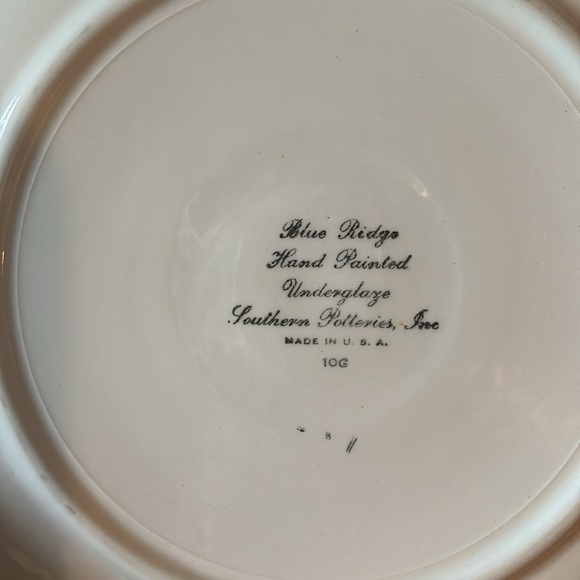 Blue Ridge
Hand Painted
Underglaze
Southern Potteries, Inc
MADE IN U. S. A.
10G